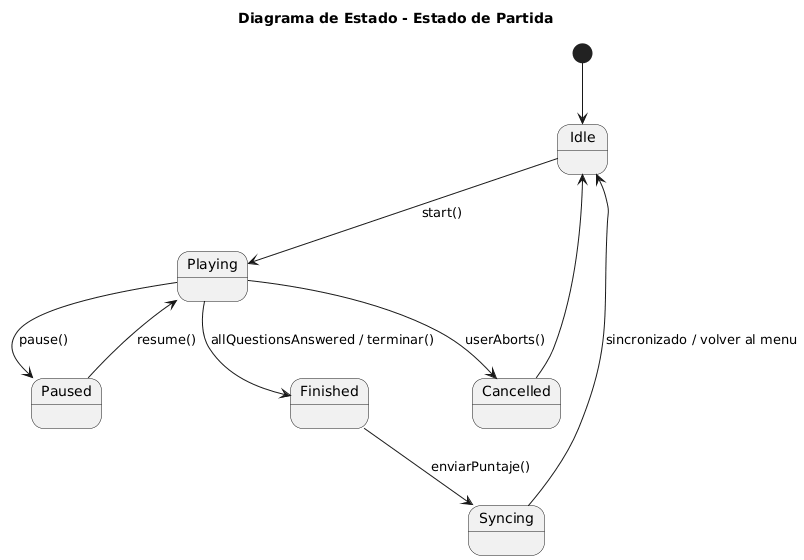 Diagrama de Estado - Estado de Partida
Idle
start()
Playing
pause()
resume()
allQuestionsAnswered / terminar()
userAborts()
sincronizado / volver al menu
Paused
Finished
Cancelled
enviarPuntaje()
Syncing